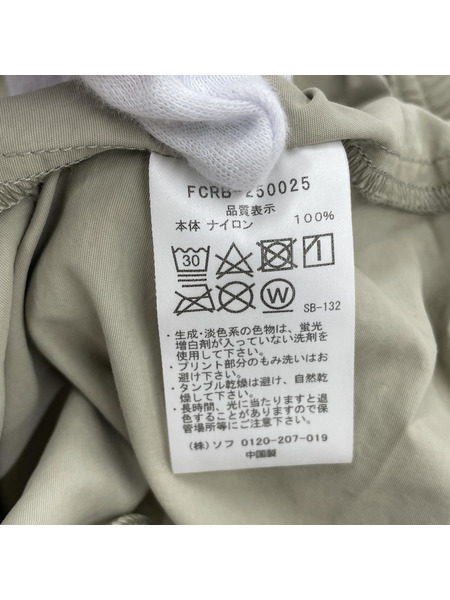 FCRB-250025
品質表示
本体 ナイロン 100%
30
W
SB-132
・生成・淡色系の色物は、蛍光
増白剤が入っていない洗剤を
使用して下さい。
・プリント部分のもみ洗いはお
避け下さい。
・タンブル乾燥は避け、自然乾
燥して下さい。
・長時間、光に当たりますと退
色することがありますので保
管場所等にご注意下さい。
(株)ソフ 0120-207-019
中国製